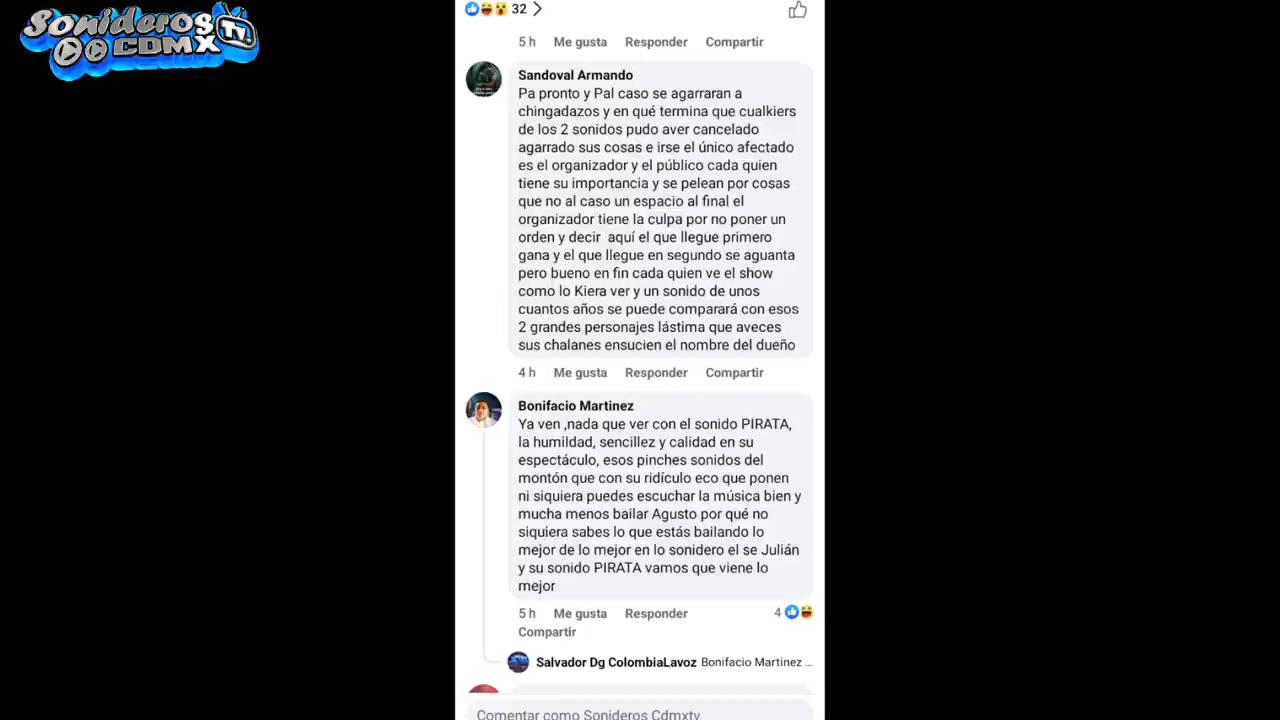 Sonideros
CDMX Tv
32
5 h Me gusta Responder Compartir
Sandoval Armando
Pa pronto y Pal caso se agarraran a
chingadazos y en qué termina que cualkiers
de los 2 sonidos pudo aver cancelado
agarrado sus cosas e irse el único afectado
es el organizador y el público cada quien
tiene su importancia y se pelean por cosas
que no al caso un espacio al final el
organizador tiene la culpa por no poner un
orden y decir  aquí el que llegue primero
gana y el que llegue en segundo se aguanta
pero bueno en fin cada quien ve el show
como lo Kiera ver y un sonido de unos
cuantos años se puede comparará con esos
2 grandes personajes lástima que aveces
sus chalanes ensucien el nombre del dueño
4 h Me gusta Responder Compartir
Bonifacio Martinez
Ya ven ,nada que ver con el sonido PIRATA,
la humildad, sencillez y calidad en su
espectáculo, esos pinches sonidos del
montón que con su ridículo eco que ponen
ni siquiera puedes escuchar la música bien y
mucha menos bailar Agusto por qué no
siquiera sabes lo que estás bailando lo
mejor de lo mejor en lo sonidero el se Julián
y su sonido PIRATA vamos que viene lo
mejor
5 h Me gusta Responder 4
Compartir
Salvador Dg ColombiaLavoz Bonifacio Martinez ...
Comentar como Sonideros Cdmxtv